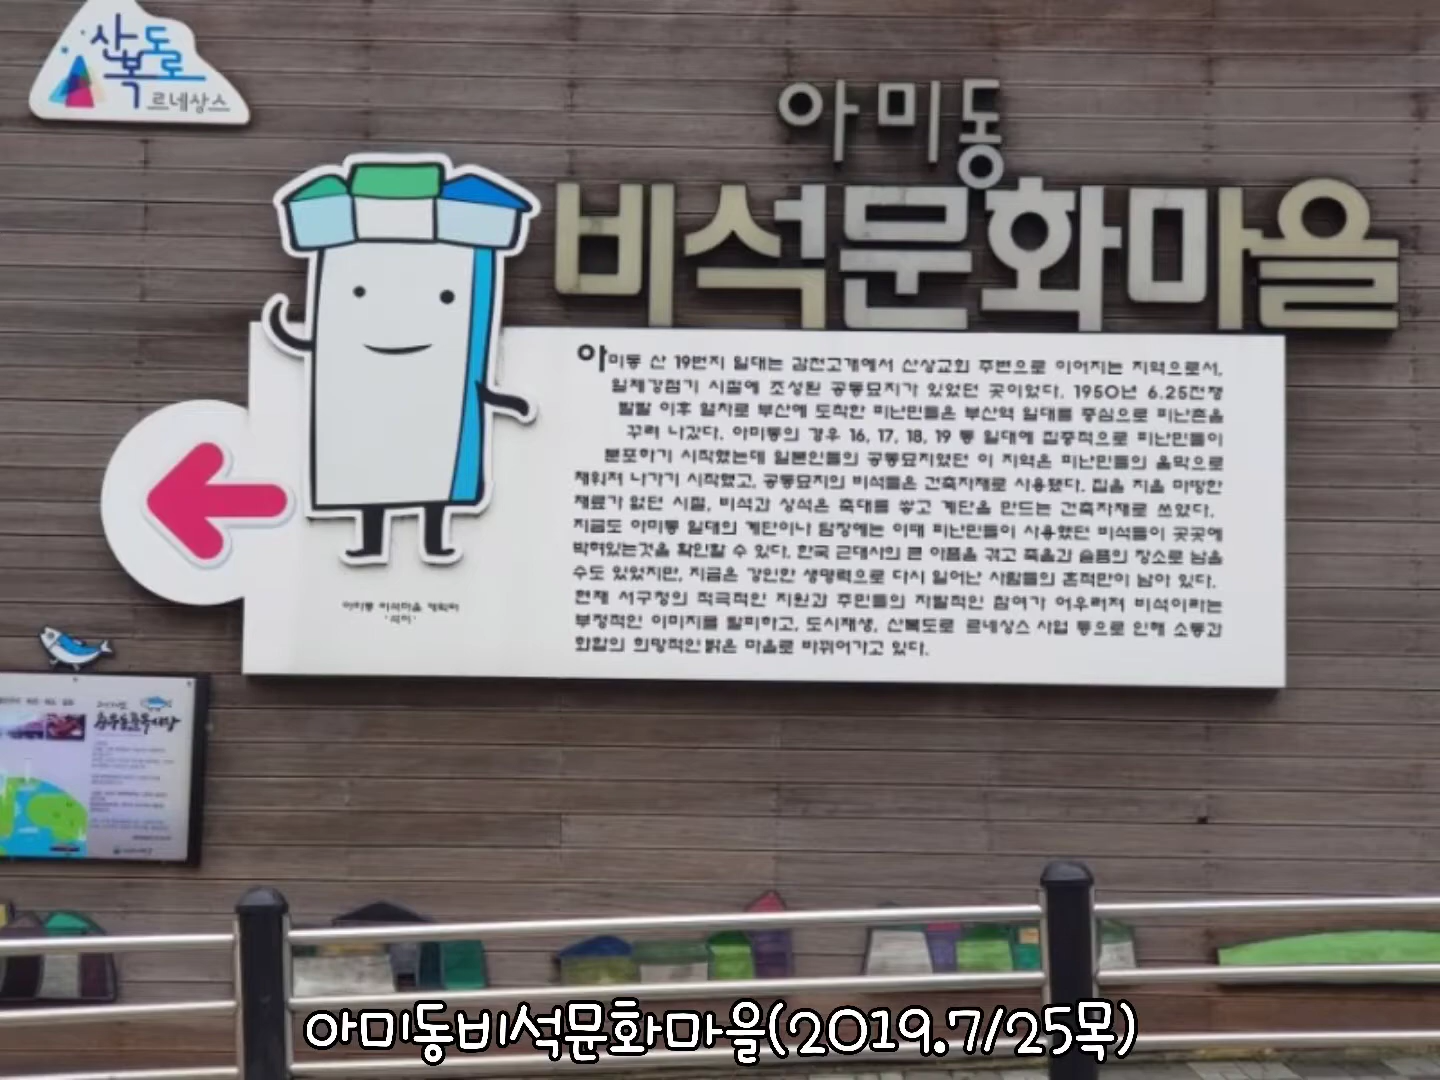 산
복
도로
르네상스
아미동
비석문화마을
아미동 산 19번지 일대는 감천고개에서 산상교회 주변으로 이어지는 지역으로서,
일제강점기 시절에 조성된 공동묘지가 있었던 곳이었다. 1950년 6.25전쟁
발발 이후 열차로 부산에 도착한 피난민들은 부산역 일대를 중심으로 피난촌을
꾸려 나갔다. 아미동의 경우 16, 17, 18, 19 통 일대에 집중적으로 피난민들이
분포하기 시작했는데 일본인들의 공동묘지였던 이 지역은 피난민들의 움막으로
채워져 나가기 시작했고, 공동묘지의 비석들은 건축자재로 사용됐다. 집을 지을 마땅한
재료가 없던 시절, 비석과 상석은 축대를 쌓고 계단을 만드는 건축자재로 쓰였다.
지금도 아미동 일대의 계단이나 담장에는 이때 피난민들이 사용했던 비석들이 곳곳에
박혀있는것을 확인할 수 있다. 한국 근대사의 큰 아픔을 겪고 죽음과 슬픔의 장소로 남을
수도 있었지만, 지금은 강인한 생명력으로 다시 일어난 사람들의 흔적만이 남아 있다.
현재 서구청의 적극적인 지원과 주민들의 자발적인 참여가 어우러져 비석이라는
부정적인 이미지를 탈피하고, 도시재생, 산복도로 르네상스 사업 등으로 인해 소통과
화합의 희망적인 밝은 마을로 바뀌어가고 있다.
아미동 비석마을 캐릭터
아미동비석문화마을(2019.7/25목)